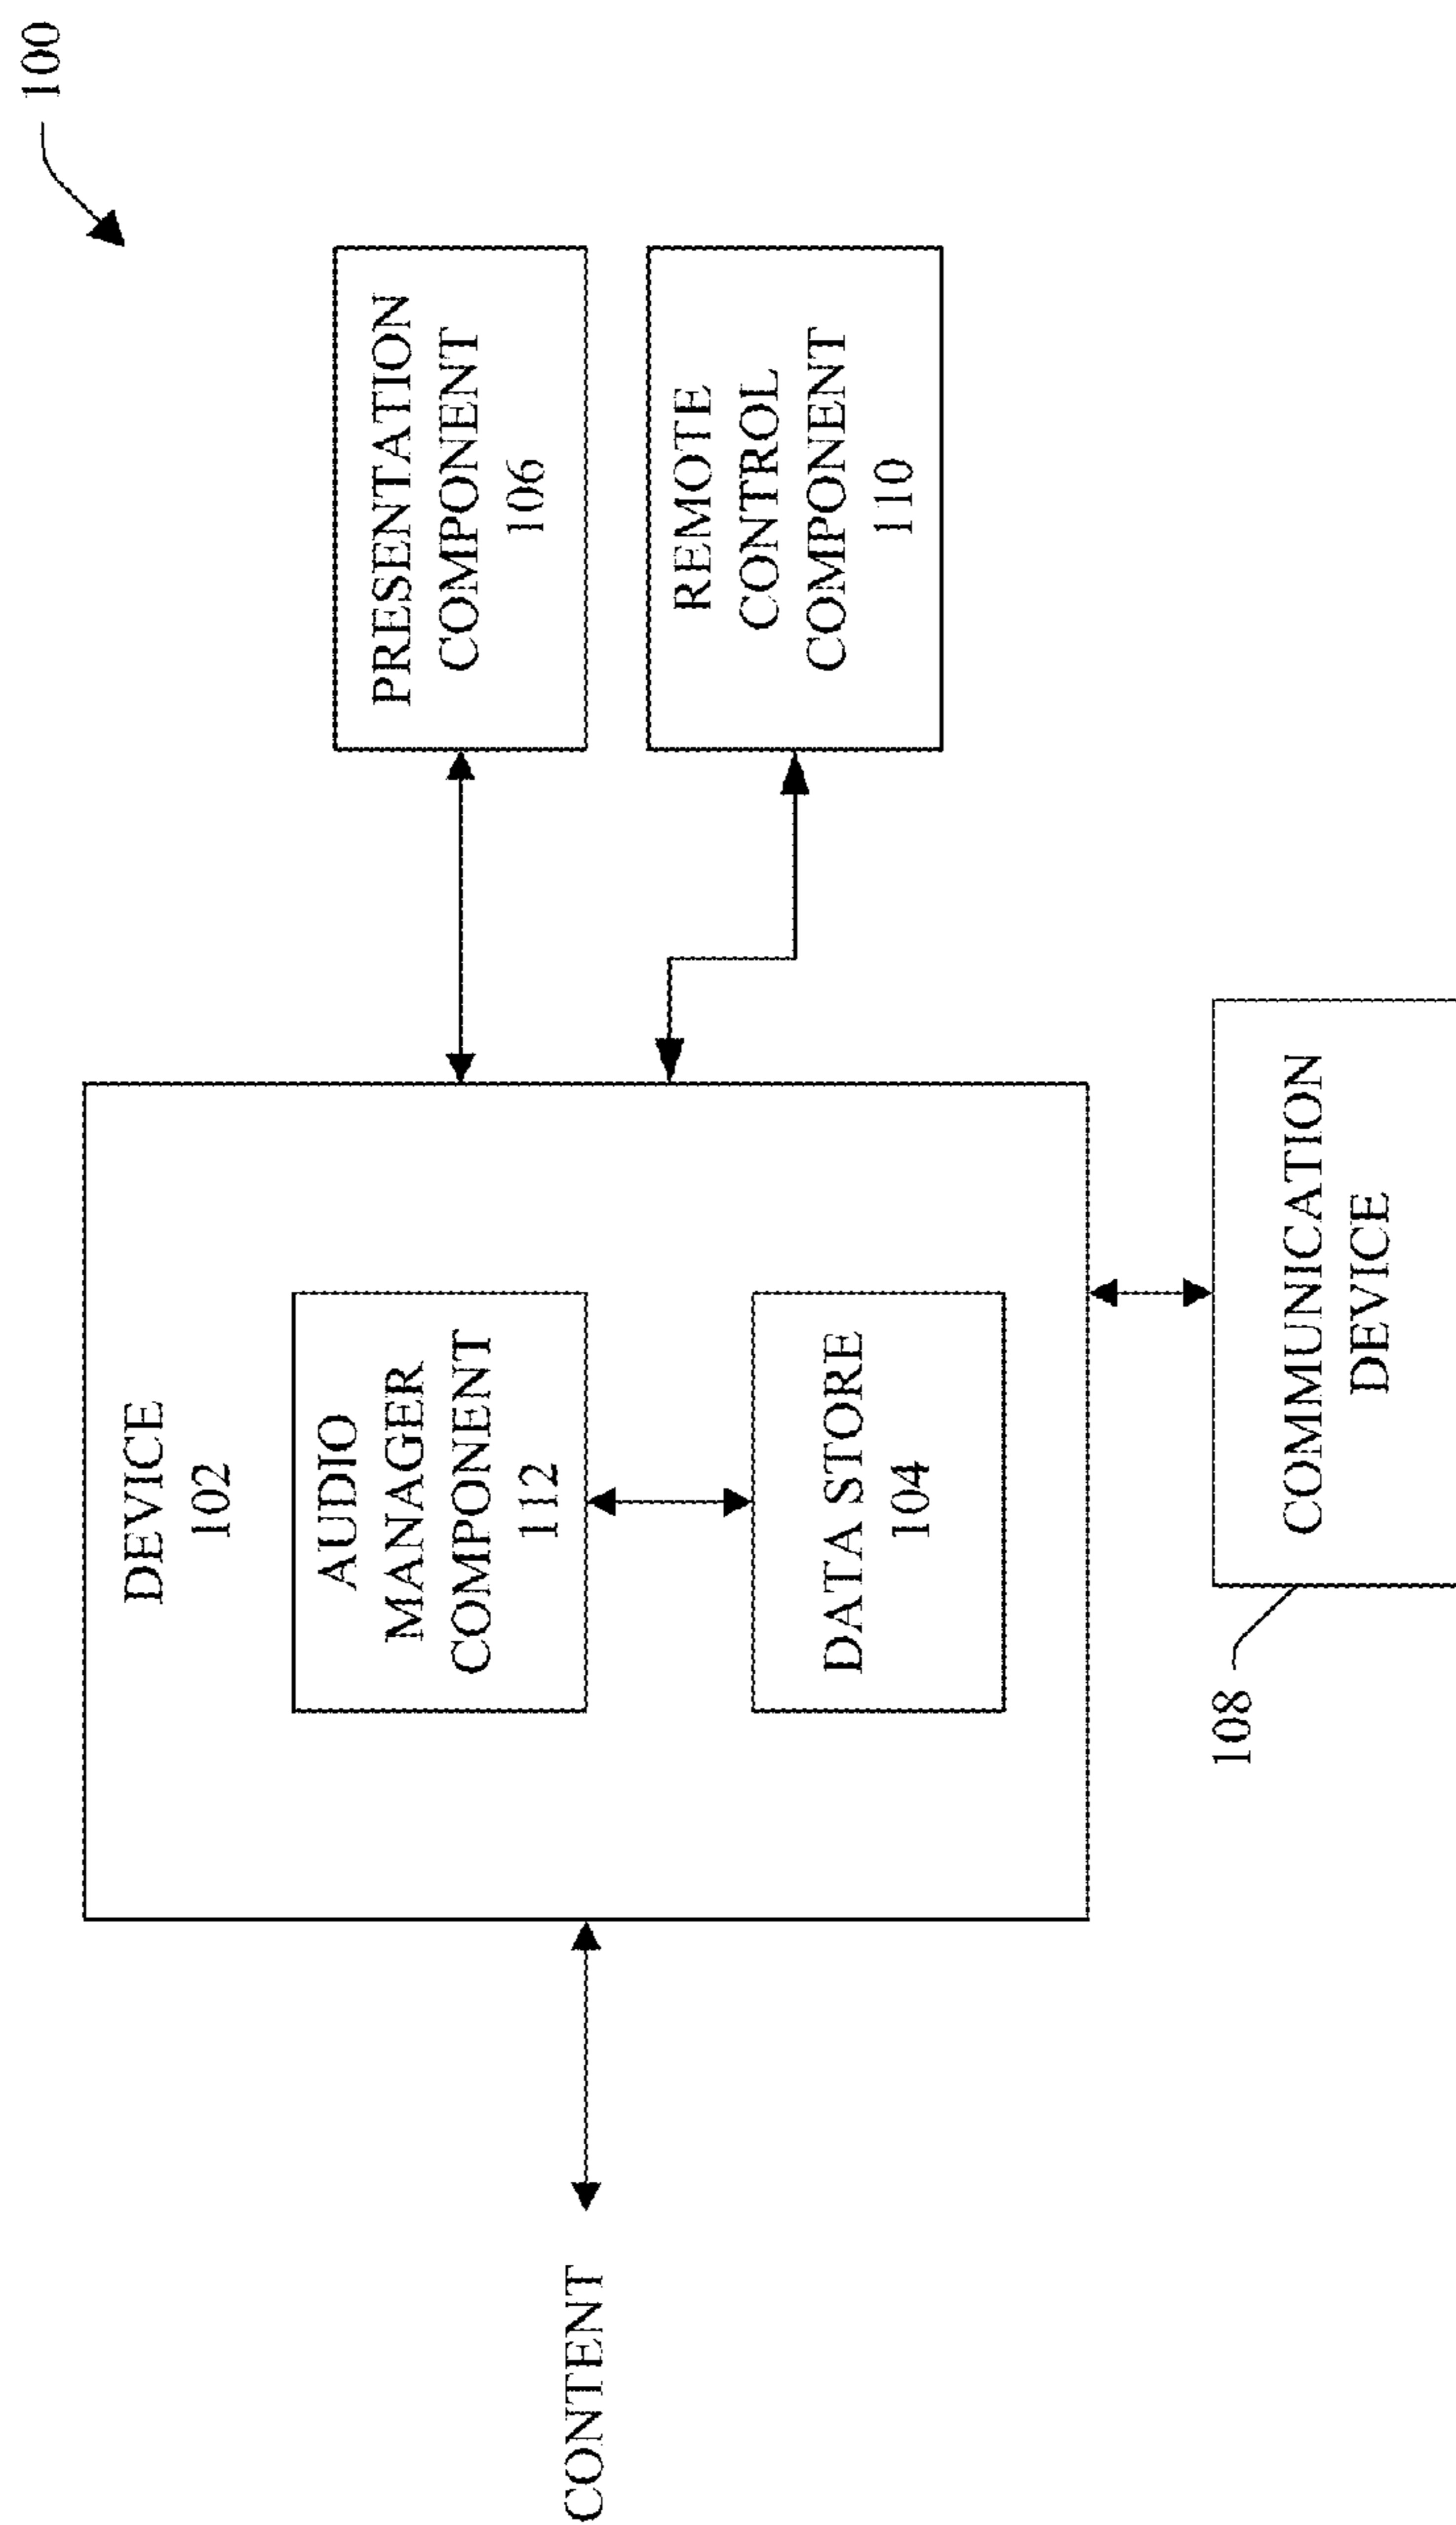 100
DEVICE
102
AUDIO
MANAGER
COMPONENT
112
DATA STORE
104
PRESENTATION
COMPONENT
106
REMOTE
CONTROL
COMPONENT
110
CONTENT
108
COMMUNICATION
DEVICE